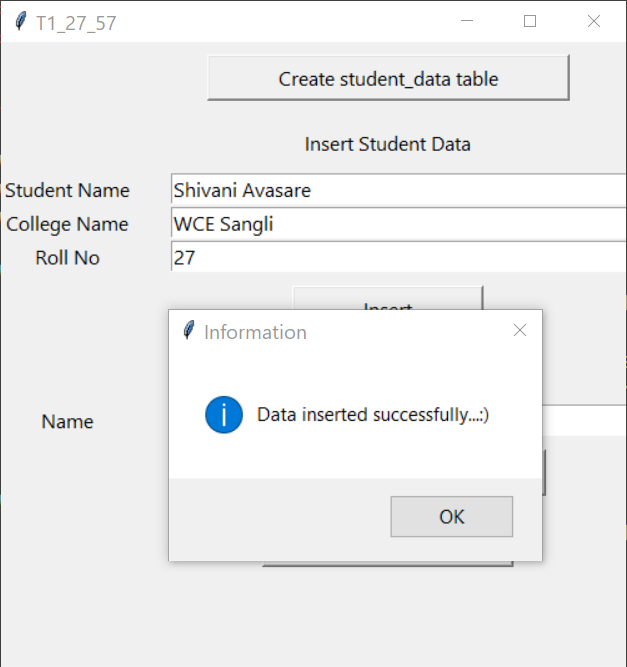 T1_27_57
Create student_data table
Insert Student Data
Student Name Shivani Avasare
College Name WCE Sangli
Roll No 27
Insert
Information
Data inserted successfully...:)
Name
OK